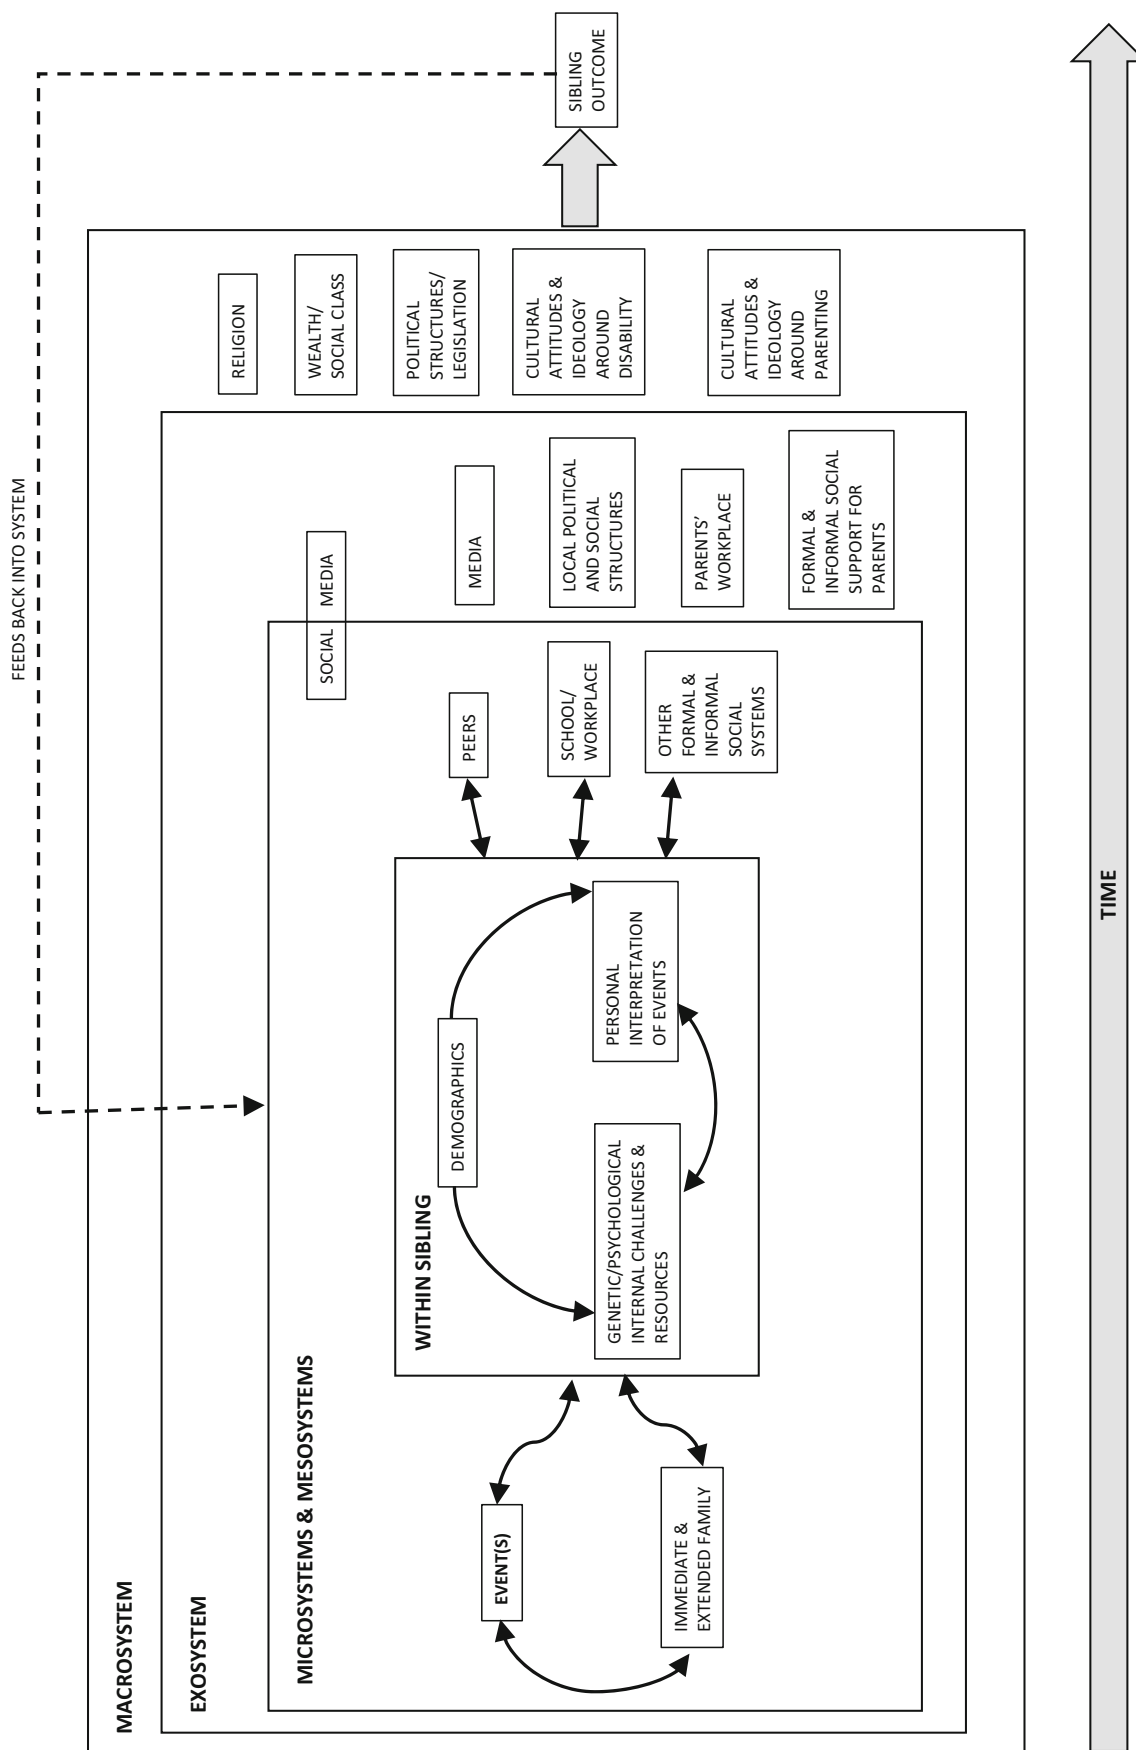 MACROSYSTEM
EXOSYSTEM
MICROSYSTEMS & MESOSYSTEMS
WITHIN SIBLING
EVENT(S)
IMMEDIATE &
EXTENDED FAMILY
DEMOGRAPHICS
GENETIC/PSYCHOLOGICAL
INTERNAL CHALLENGES &
RESOURCES
PERSONAL
INTERPRETATION
OF EVENTS
PEERS
SCHOOL/
WORKPLACE
OTHER
FORMAL &
INFORMAL
SOCIAL
SYSTEMS
SOCIAL MEDIA
MEDIA
LOCAL POLITICAL
AND SOCIAL
STRUCTURES
PARENTS’
WORKPLACE
FORMAL &
INFORMAL SOCIAL
SUPPORT FOR
PARENTS
RELIGION
WEALTH/
SOCIAL CLASS
POLITICAL
STRUCTURES/
LEGISLATION
CULTURAL
ATTITUDES &
IDEOLOGY
AROUND
DISABILITY
CULTURAL
ATTITUDES &
IDEOLOGY
AROUND
PARENTING
SIBLING
OUTCOME
FEEDS BACK INTO SYSTEM
TIME